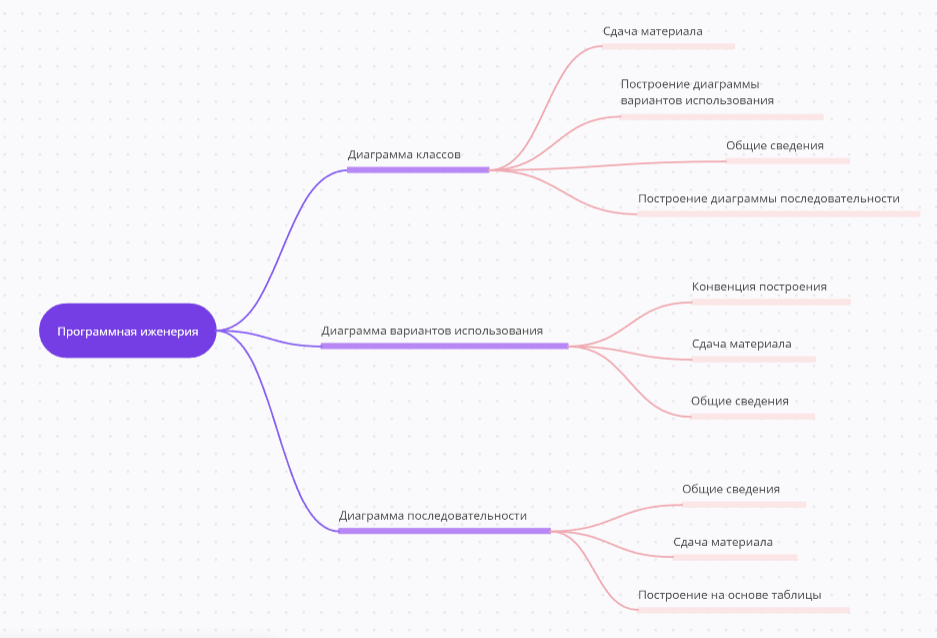 Сдача материала
Построение диаграммы
вариантов использования
Диаграмма классов
Общие сведения
Построение диаграммы последовательности
Программная иженерия
Диаграмма вариантов использования
Конвенция построения
Сдача материала
Общие сведения
Диаграмма последовательности
Общие сведения
Сдача материала
Построение на основе таблицы